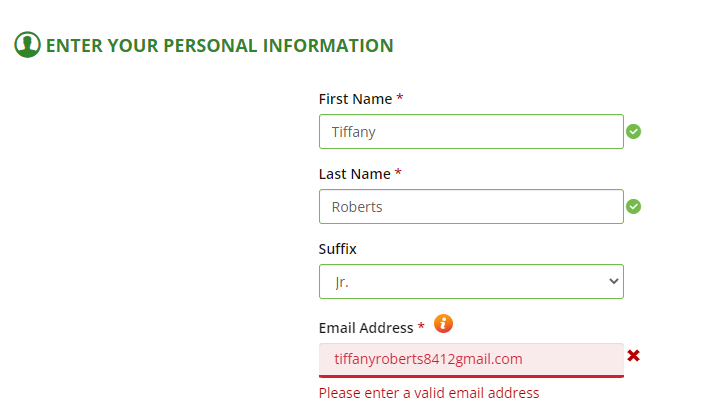 ENTER YOUR PERSONAL INFORMATION
First Name *
Tiffany
Last Name *
Roberts
Suffix
Jr.
Email Address *
tiffanyroberts8412gmail.com
Please enter a valid email address